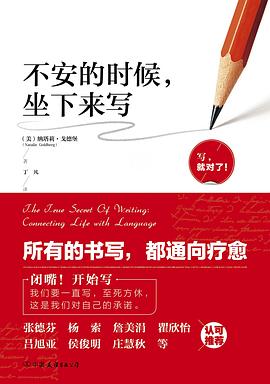 不安的时候，
坐下来写
（美）纳塔莉·戈德堡
（Natalie Goldberg）
著
丁凡
译
写，
就对了！
The True Secret Of Writing:
Connecting Life with Language
所有的书写，都通向疗愈
闭嘴！开始写
我们要一直写，至死方休，
这是我们对自己的承诺。
张德芬 杨索 詹美涓 瞿欣怡
吕旭亚 侯俊明 庄慧秋 等
认可
推荐